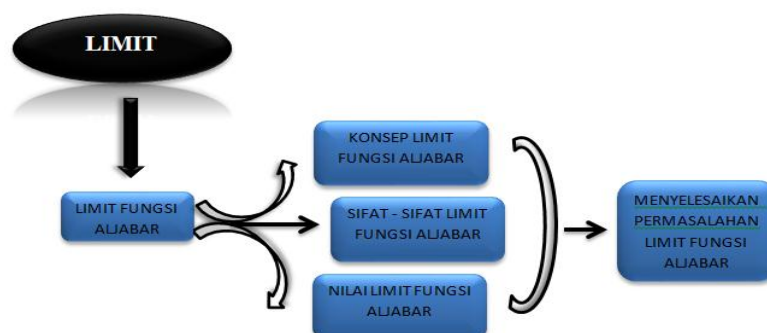 LIMIT
LIMIT FUNGSI
ALJABAR
KONSEP LIMIT
FUNGSI ALJABAR
SIFAT - SIFAT LIMIT
FUNGSI ALJABAR
NILAI LIMIT FUNGSI
ALJABAR
MENYELESAIKAN
PERMASALAHAN
LIMIT FUNGSI
ALJABAR